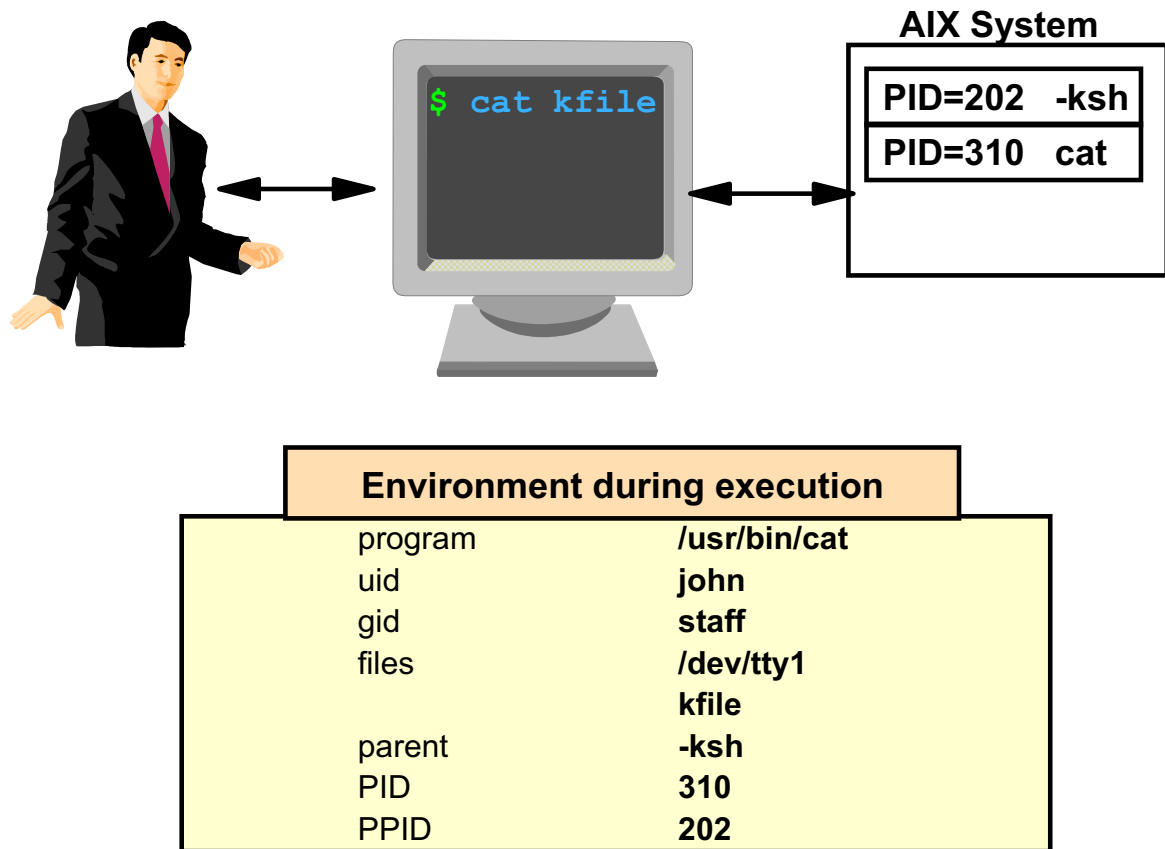 AIX System
$ cat kfile
PID=202 -ksh
PID=310 cat
Environment during execution
program /usr/bin/cat
uid john
gid staff
files /dev/tty1
kfile
parent -ksh
PID 310
PPID 202